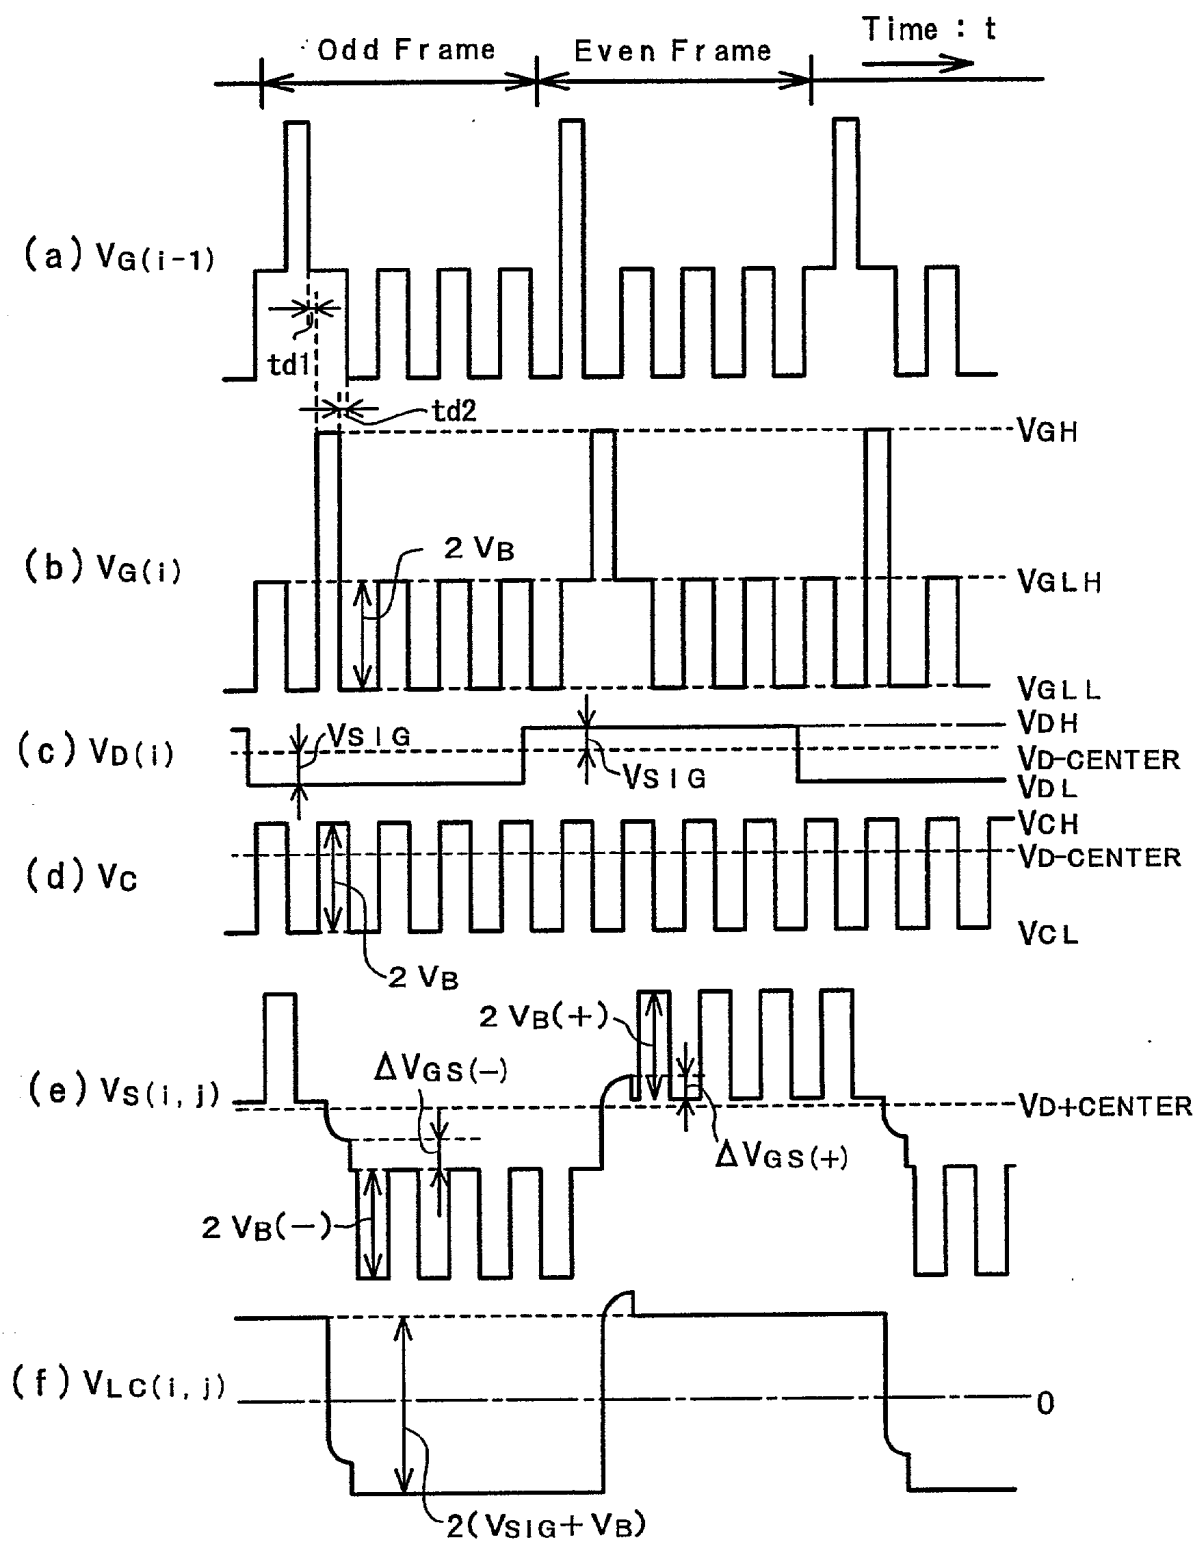 Time : t
Odd Frame
Even Frame
(a) VG(i-1)
td1
td2
VGH
(b) VG(i)
2 VB
VGLH
VGLL
(c) VD(i)
VSIG
VSIG
VDH
VD-CENTER
VDL
(d) VC
VCH
VD-CENTER
VCL
2 VB
2 VB(+)
ΔVGS(-)
(e) VS(i, j)
VD+CENTER
ΔVGS(+)
2 VB(-)
(f) VLC(i, j)
0
2(VSIG+VB)